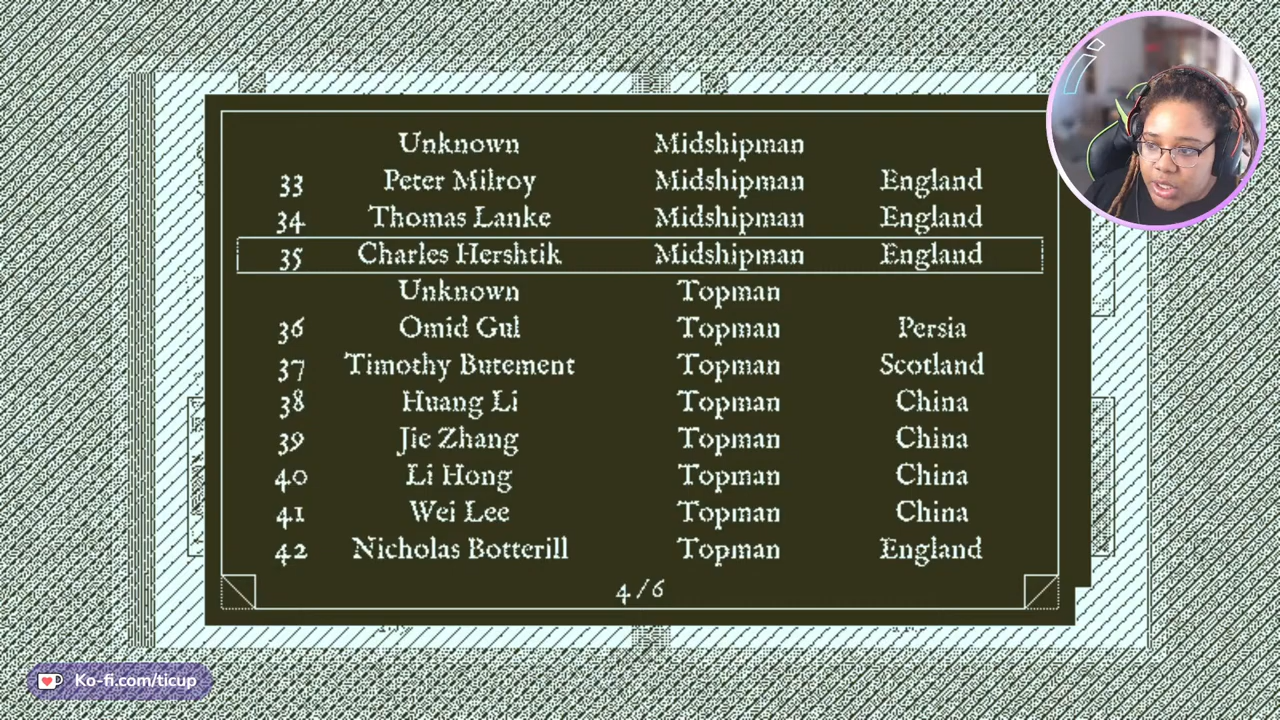 Unknown Midshipman
33 Peter Milroy Midshipman England
34 Thomas Lanke Midshipman England
35 Charles Hershtik Midshipman England
Unknown Topman
36 Omid Gul Topman Persia
37 Timothy Butement Topman Scotland
38 Huang Li Topman China
39 Jie Zhang Topman China
40 Li Hong Topman China
41 Wei Lee Topman China
42 Nicholas Botterill Topman England
4/6
Ko-fi.com/ticup